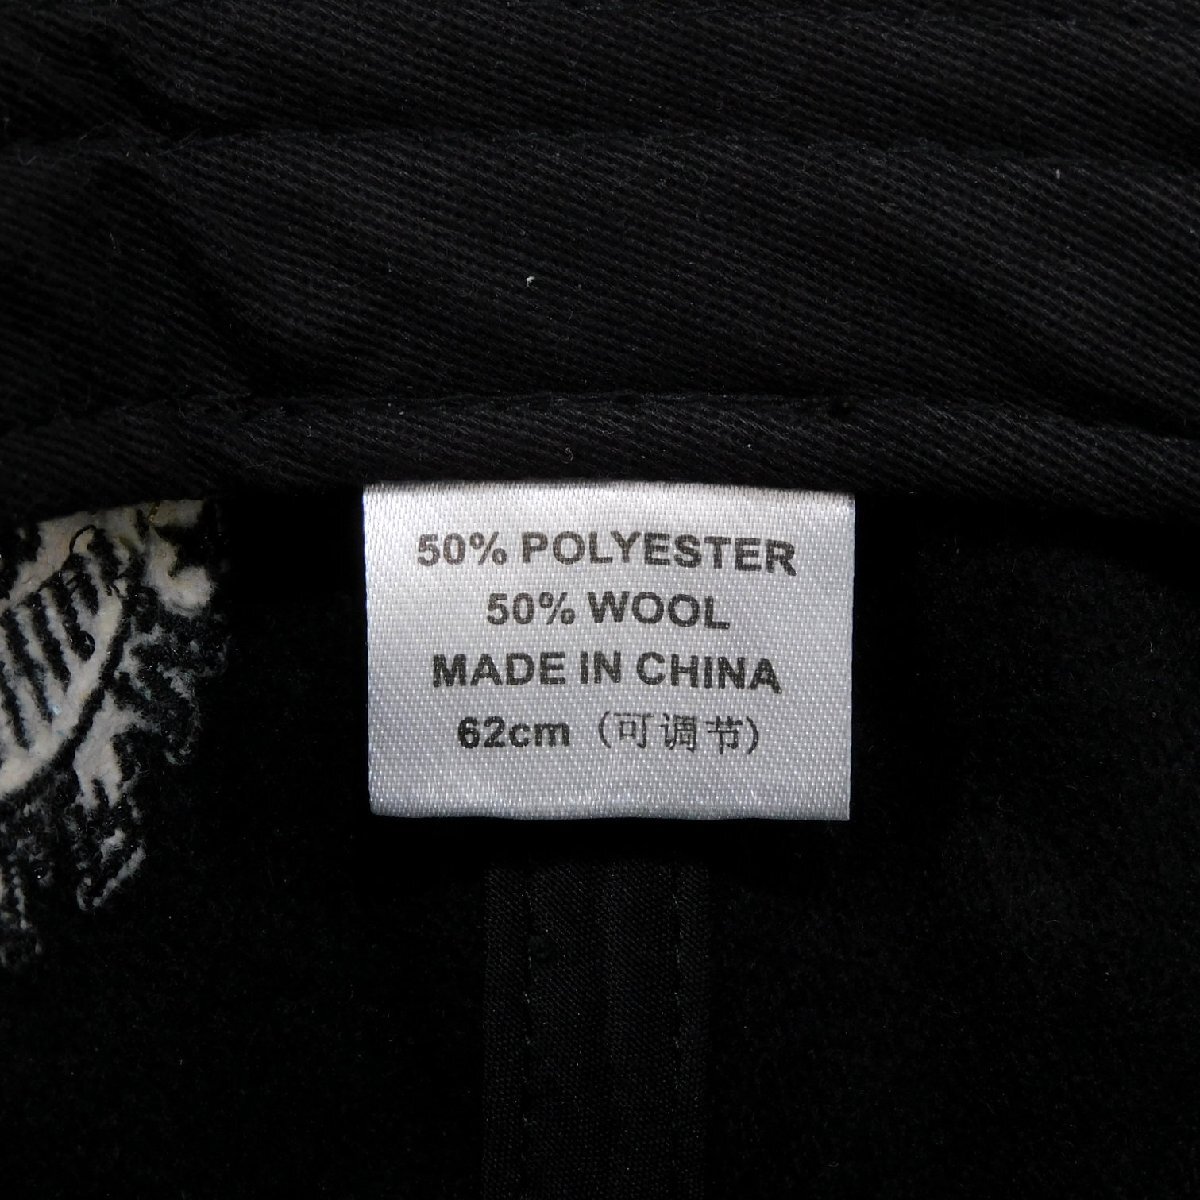 50% POLYESTER
50% WOOL
MADE IN CHINA
62cm (可调节)